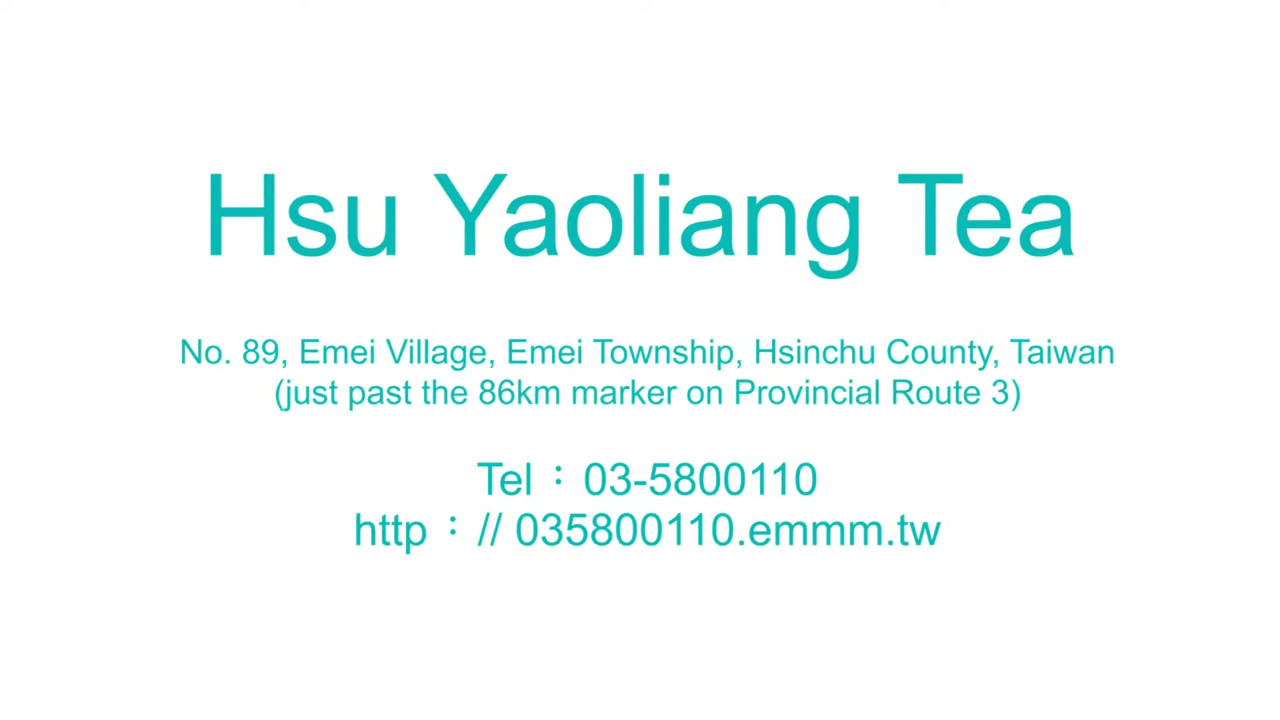 Hsu Yaoliang Tea
No. 89, Emei Village, Emei Township, Hsinchu County, Taiwan
(just past the 86km marker on Provincial Route 3)
Tel：03-5800110
http：// 035800110.emmm.tw